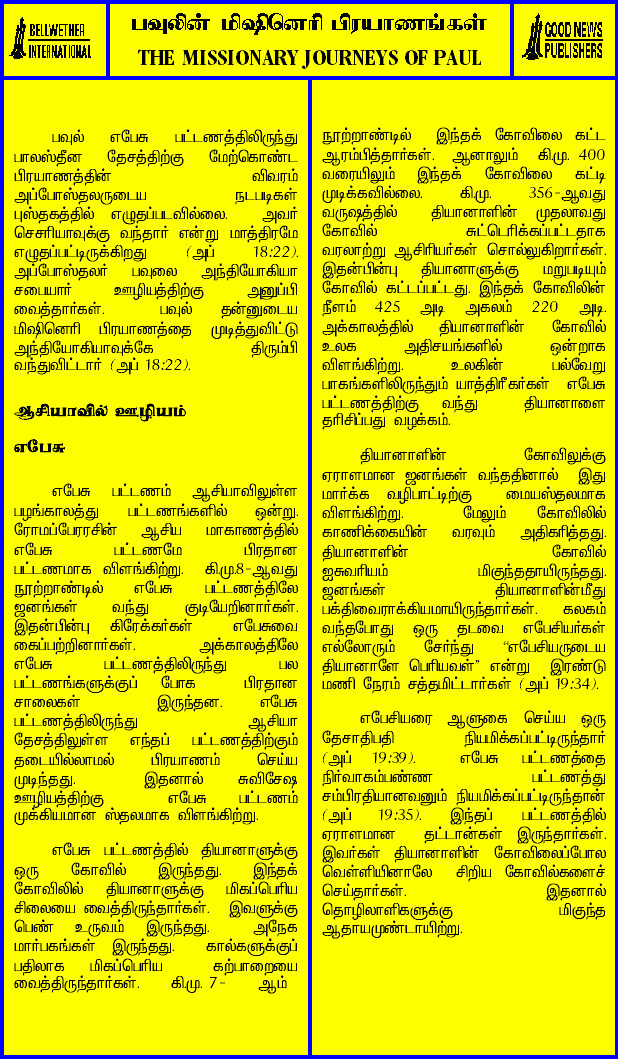 BELLWETHER
INTERNATIONAL
பவுலின் மிஷினெரி பிரயாணங்கள்
THE MISSIONARY JOURNEYS OF PAUL
GOOD NEWS
PUBLISHERS
பவுல் எபேசு பட்டணத்திலிருந்து
பாலஸ்தீன தேசத்திற்கு மேற்கொண்ட
பிரயாணத்தின் விவரம்
அப்போஸ்தலருடைய நடபடிகள்
புஸ்தகத்தில் எழுதப்படவில்லை. அவர்
செசரியாவுக்கு வந்தார் என்று மாத்திரமே
எழுதப்பட்டிருக்கிறது (அப் 18:22).
அப்போஸ்தலர் பவுலை அந்தியோகியா
சபையார் ஊழியத்திற்கு அனுப்பி
வைத்தார்கள். பவுல் தன்னுடைய
மிஷினெரி பிரயாணத்தை முடித்துவிட்டு
அந்தியோகியாவுக்கே திரும்பி
வந்துவிட்டார் (அப் 18:22).
ஆசியாவில் ஊழியம்
எபேசு
எபேசு பட்டணம் ஆசியாவிலுள்ள
பழங்காலத்து பட்டணங்களில் ஒன்று.
ரோமப்பேரரசின் ஆசிய மாகாணத்தில்
எபேசு பட்டணமே பிரதான
பட்டணமாக விளங்கிற்று. கி.மு.8-ஆவது
நூற்றாண்டில் எபேசு பட்டணத்திலே
ஜனங்கள் வந்து குடியேறினார்கள்.
இதன்பின்பு கிரேக்கர்கள் எபேசுவை
கைப்பற்றினார்கள். அக்காலத்திலே
எபேசு பட்டணத்திலிருந்து பல
பட்டணங்களுக்குப் போக பிரதான
சாலைகள் இருந்தன. எபேசு
பட்டணத்திலிருந்து ஆசியா
தேசத்திலுள்ள எந்தப் பட்டணத்திற்கும்
தடையில்லாமல் பிரயாணம் செய்ய
முடிந்தது. இதனால் சுவிசேஷ
ஊழியத்திற்கு எபேசு பட்டணம்
முக்கியமான ஸ்தலமாக விளங்கிற்று.
எபேசு பட்டணத்தில் தியானாளுக்கு
ஒரு கோவில் இருந்தது. இந்தக்
கோவிலில் தியானாளுக்கு மிகப்பெரிய
சிலையை வைத்திருந்தார்கள். இவளுக்கு
பெண் உருவம் இருந்தது. அநேக
மார்பகங்கள் இருந்தது. கால்களுக்குப்
பதிலாக மிகப்பெரிய கற்பாறையை
வைத்திருந்தார்கள். கி.மு. 7- ஆம்
நூற்றாண்டில் இந்தக் கோவிலை கட்ட
ஆரம்பித்தார்கள். ஆனாலும் கி.மு. 400
வரையிலும் இந்தக் கோவிலை கட்டி
முடிக்கவில்லை. கி.மு. 356-ஆவது
வருஷத்தில் தியானாளின் முதலாவது
கோவில் சுட்டெரிக்கப்பட்டதாக
வரலாற்று ஆசிரியர்கள் சொல்லுகிறார்கள்.
இதன்பின்பு தியானாளுக்கு மறுபடியும்
கோவில் கட்டப்பட்டது. இந்தக் கோவிலின்
நீளம் 425 அடி அகலம் 220 அடி.
அக்காலத்தில் தியானாளின் கோவில்
உலக அதிசயங்களில் ஒன்றாக
விளங்கிற்று. உலகின் பல்வேறு
பாகங்களிலிருந்தும் யாத்திரீகர்கள் எபேசு
பட்டணத்திற்கு வந்து தியானாளை
தரிசிப்பது வழக்கம்.
தியானாளின் கோவிலுக்கு
ஏராளமான ஜனங்கள் வந்ததினால் இது
மார்க்க வழிபாட்டிற்கு மையஸ்தலமாக
விளங்கிற்று. மேலும் கோவிலில்
காணிக்கையின் வரவும் அதிகரித்தது.
தியானாளின் கோவில்
ஐசுவரியம் மிகுந்ததாயிருந்தது.
ஜனங்கள் தியானாளின்மீது
பக்திவைராக்கியமாயிருந்தார்கள். கலகம்
வந்தபோது ஒரு தடவை எபேசியர்கள்
எல்லோரும் சேர்ந்து "எபேசியருடைய
தியானாளே பெரியவள்" என்று இரண்டு
மணி நேரம் சத்தமிட்டார்கள் (அப் 19:34).
எபேசியரை ஆளுகை செய்ய ஒரு
தேசாதிபதி நியமிக்கப்பட்டிருந்தார்
(அப் 19:39). எபேசு பட்டணத்தை
நிர்வாகம்பண்ண பட்டணத்து
சம்பிரதியானவனும் நியமிக்கப்பட்டிருந்தான்
(அப் 19:35). இந்தப் பட்டணத்தில்
ஏராளமான தட்டான்கள் இருந்தார்கள்.
இவர்கள் தியானாளின் கோவிலைப்போல
வெள்ளியினாலே சிறிய கோவில்களைச்
செய்தார்கள். இதனால்
தொழிலாளிகளுக்கு மிகுந்த
ஆதாயமுண்டாயிற்று.